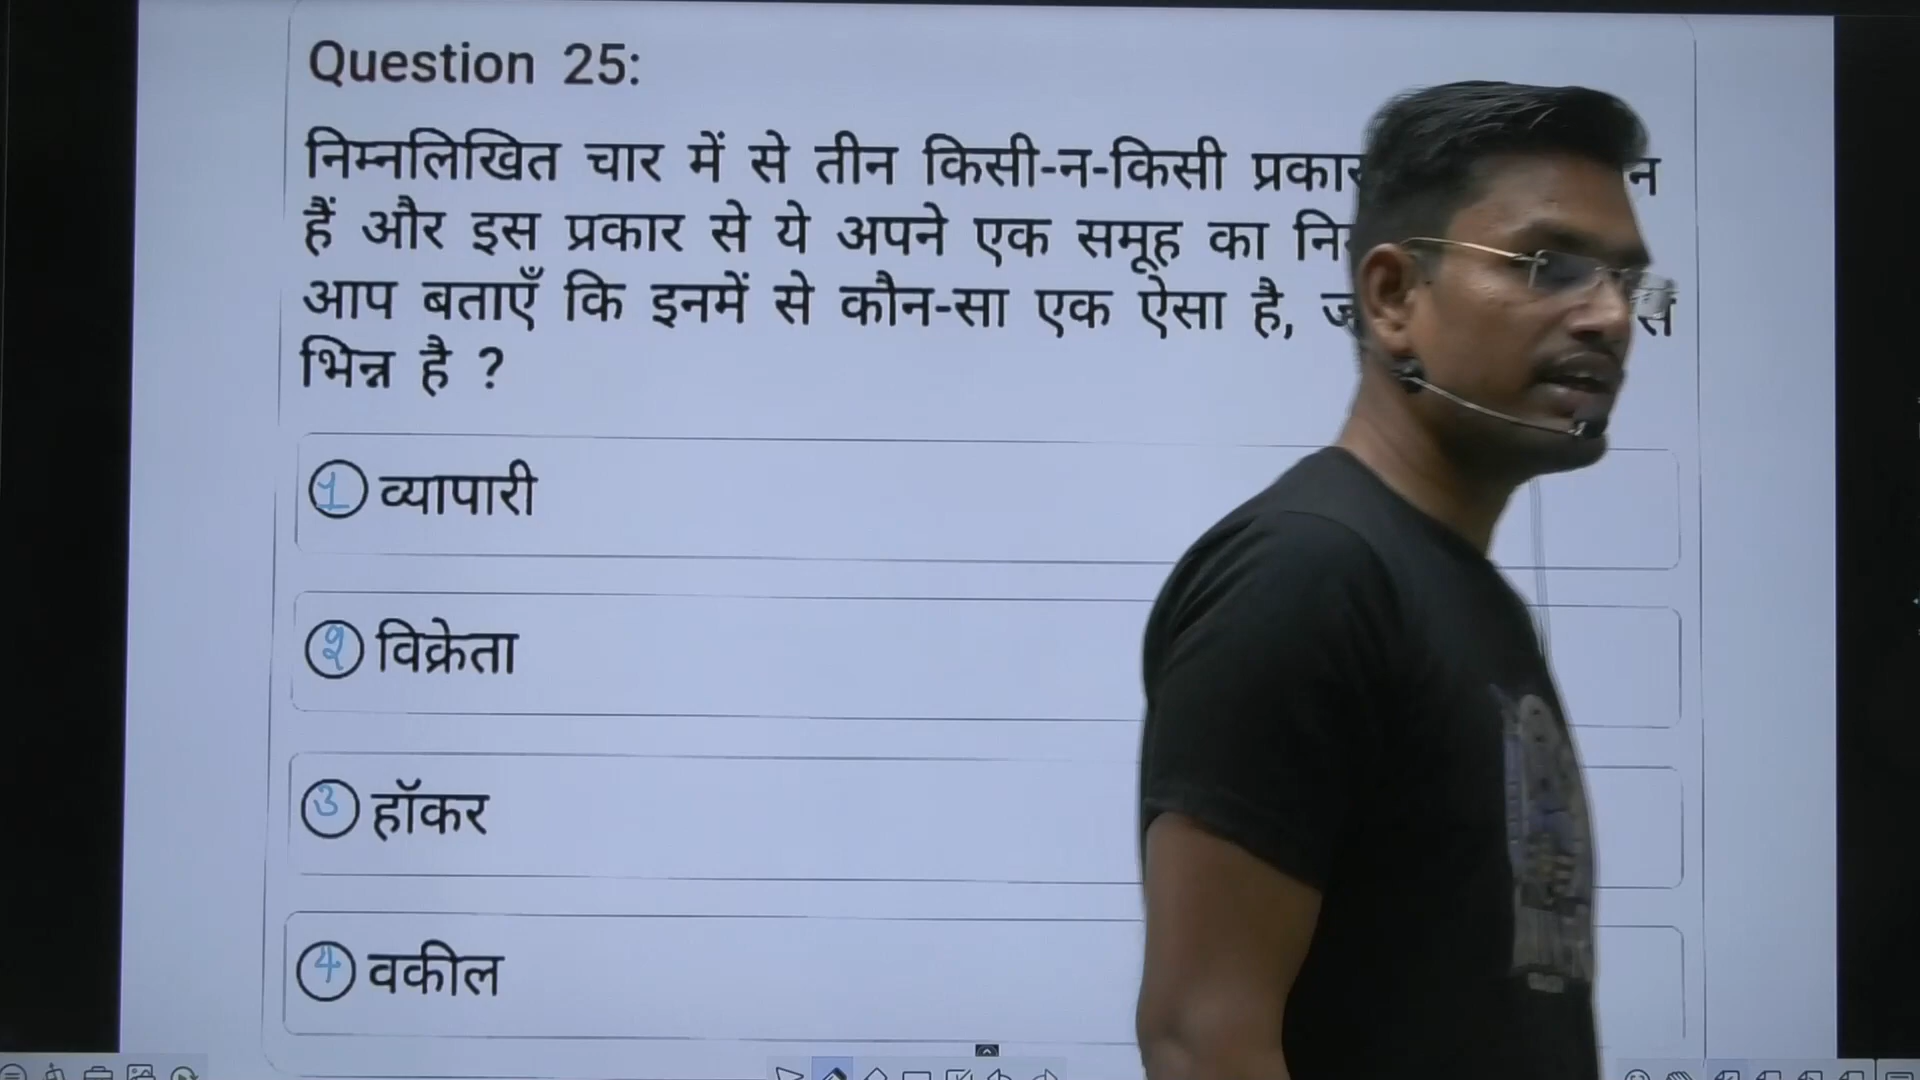 Question 25:
निम्नलिखित चार में से तीन किसी-न-किसी
हैं और इस प्रकार से ये अपने एक समूह का
आप बताएँ कि इनमें से कौन-सा एक ऐसा है,
भिन्न है ?
1 व्यापारी
2 विक्रेता
3 हॉकर
4 वकील